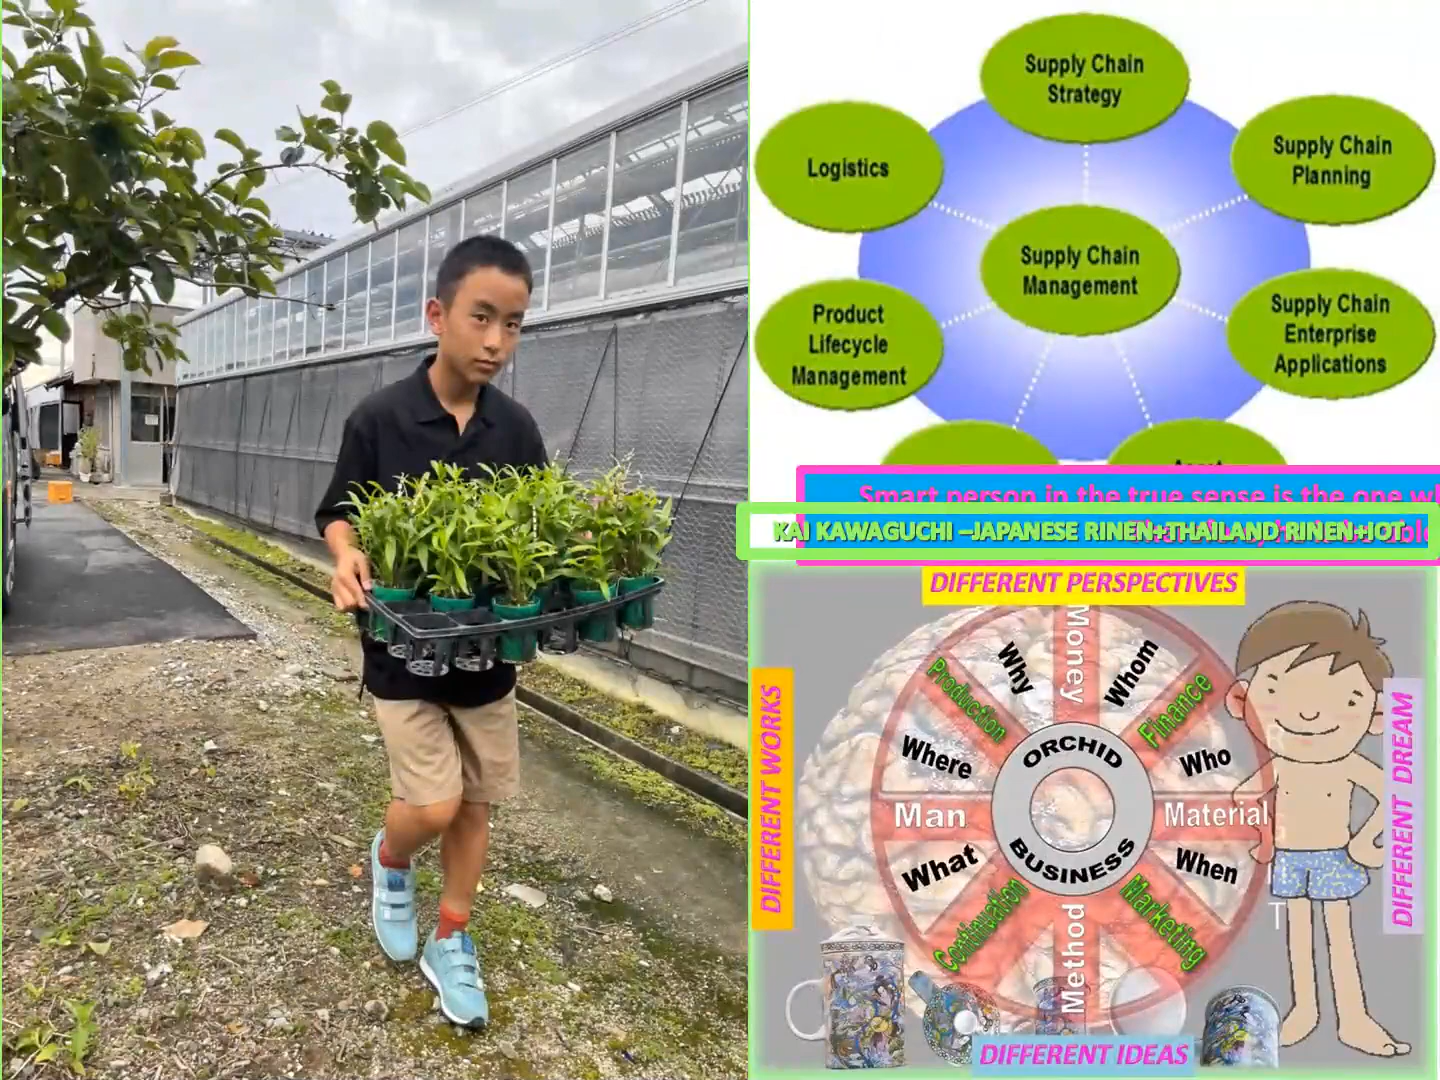 Supply Chain
Strategy
Logistics
Supply Chain
Planning
Supply Chain
Management
Product
Lifecycle
Management
Supply Chain
Enterprise
Applications
Smart person in the true sense is the one
KAI KAWAGUCHI –JAPANESE RINEN+THAILAND RINEN+JOT
DIFFERENT PERSPECTIVES
DIFFERENT WORKS
DIFFERENT DREAM
Money
Why
Whom
Production
Finance
Where
Who
ORCHID
Man
Material
BUSINESS
What
When
Continuation
Marketing
Method
T
DIFFERENT IDEAS